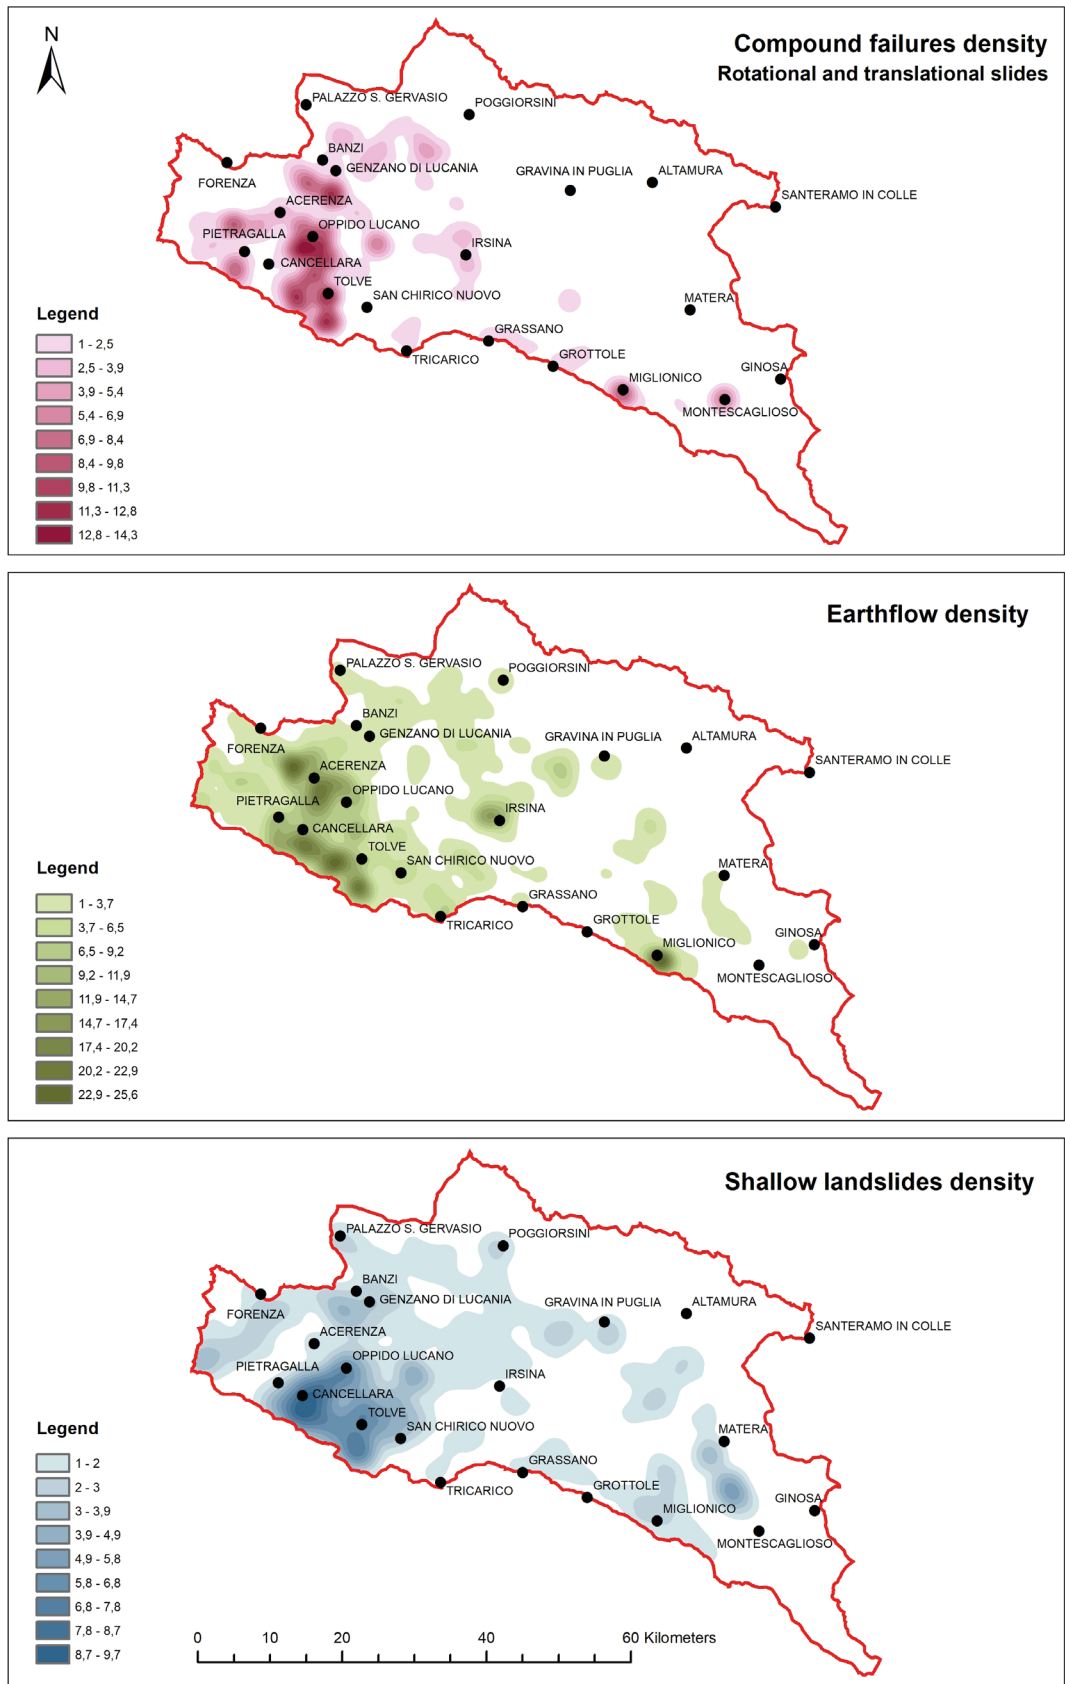 N
Compound failures density
Rotational and translational slides
PALAZZO S. GERVASIO
POGGIORSINI
BANZI
GENZANO DI LUCANIA
FORENZA
GRAVINA IN PUGLIA
ALTAMURA
SANTERAMO IN COLLE
ACERENZA
OPPIDO LUCANO
PIETRAGALLA
CANCELLARA
IRSINA
TOLVE
SAN CHIRICO NUOVO
MATERA
GRASSANO
TRICARICO
GROTTOLE
MIGLIONICO
GINOSA
MONTESCAGLIOSO
Legend
1 - 2,5
2,5 - 3,9
3,9 - 5,4
5,4 - 6,9
6,9 - 8,4
8,4 - 9,8
9,8 - 11,3
11,3 - 12,8
12,8 - 14,3
Earthflow density
PALAZZO S. GERVASIO
POGGIORSINI
BANZI
GENZANO DI LUCANIA
FORENZA
GRAVINA IN PUGLIA
ALTAMURA
SANTERAMO IN COLLE
ACERENZA
OPPIDO LUCANO
PIETRAGALLA
CANCELLARA
IRSINA
TOLVE
SAN CHIRICO NUOVO
MATERA
GRASSANO
TRICARICO
GROTTOLE
MIGLIONICO
GINOSA
MONTESCAGLIOSO
Legend
1 - 3,7
3,7 - 6,5
6,5 - 9,2
9,2 - 11,9
11,9 - 14,7
14,7 - 17,4
17,4 - 20,2
20,2 - 22,9
22,9 - 25,6
Shallow landslides density
PALAZZO S. GERVASIO
POGGIORSINI
BANZI
GENZANO DI LUCANIA
FORENZA
GRAVINA IN PUGLIA
ALTAMURA
SANTERAMO IN COLLE
ACERENZA
OPPIDO LUCANO
PIETRAGALLA
CANCELLARA
IRSINA
TOLVE
SAN CHIRICO NUOVO
MATERA
GRASSANO
TRICARICO
GROTTOLE
MIGLIONICO
GINOSA
MONTESCAGLIOSO
Legend
1 - 2
2 - 3
3 - 3,9
3,9 - 4,9
4,9 - 5,8
5,8 - 6,8
6,8 - 7,8
7,8 - 8,7
8,7 - 9,7
0 10 20 40 60 Kilometers